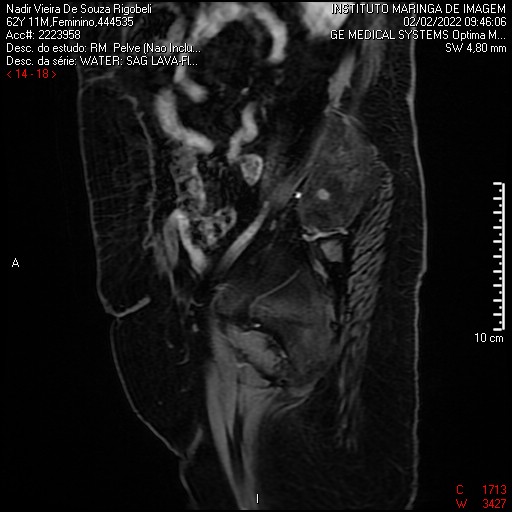 Nadir Vieira De Souza Rigobeli
62Y 11M,Feminino,444535
Acc#: 2223958
Desc. do estudo: RM Pelve (Nao Inclu...
Desc. da série: WATER: SAG LAVA-Fl...
< 14 - 18 >
INSTITUTO MARINGA DE IMAGEM
02/02/2022 09:46:06
GE MEDICAL SYSTEMS Optima M...
SW 4,80 mm
A
10 cm
I
C 1713
W 3427